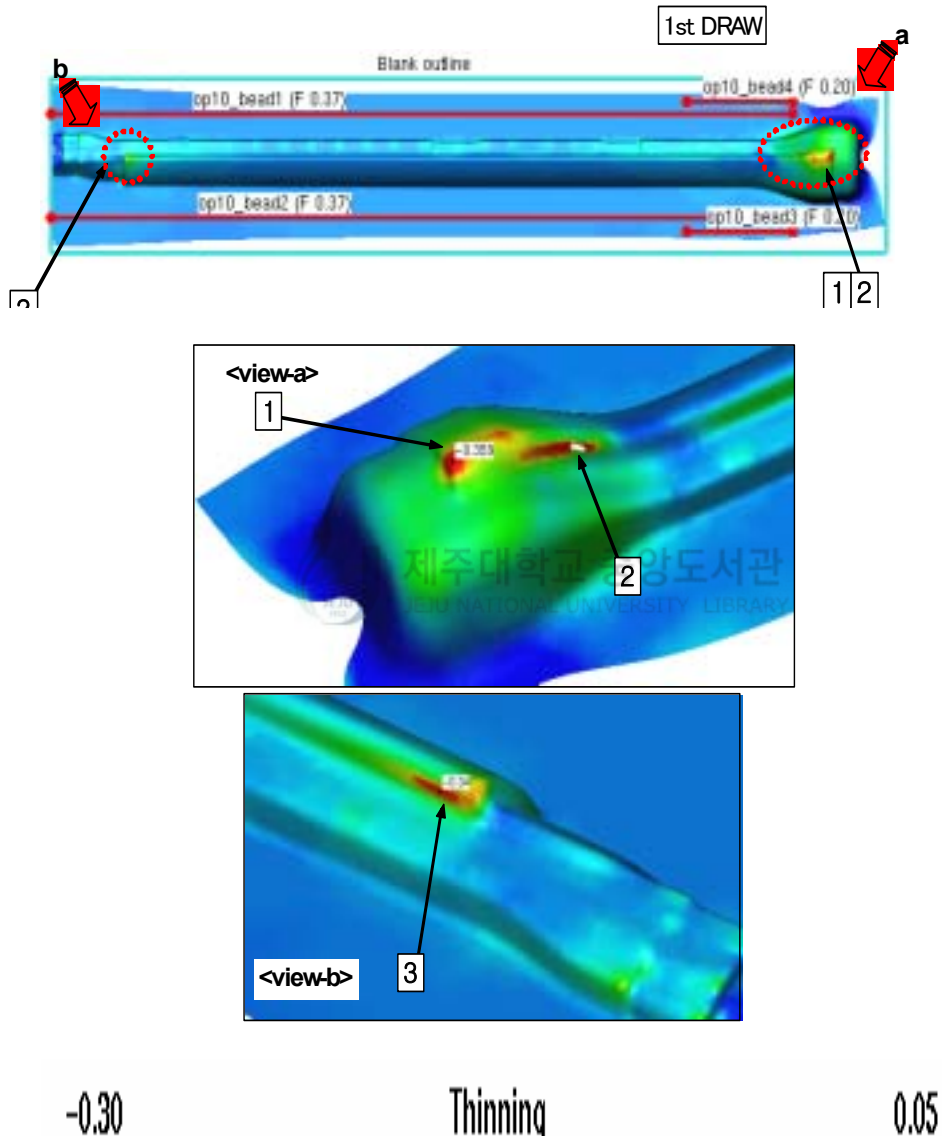 1st DRAW
a
b
Blank outline
op10_bead1 (F 0.37)
op10_bead4 (F 0.20)
op10_bead2 (F 0.37)
op10_bead3 (F 0.20)
1 2
<view-a>
1
2
제주대학교 중앙도서관
JEJU NATIONAL UNIVERSITY LIBRARY
3
<view-b>
-0.30 Thinning 0.05